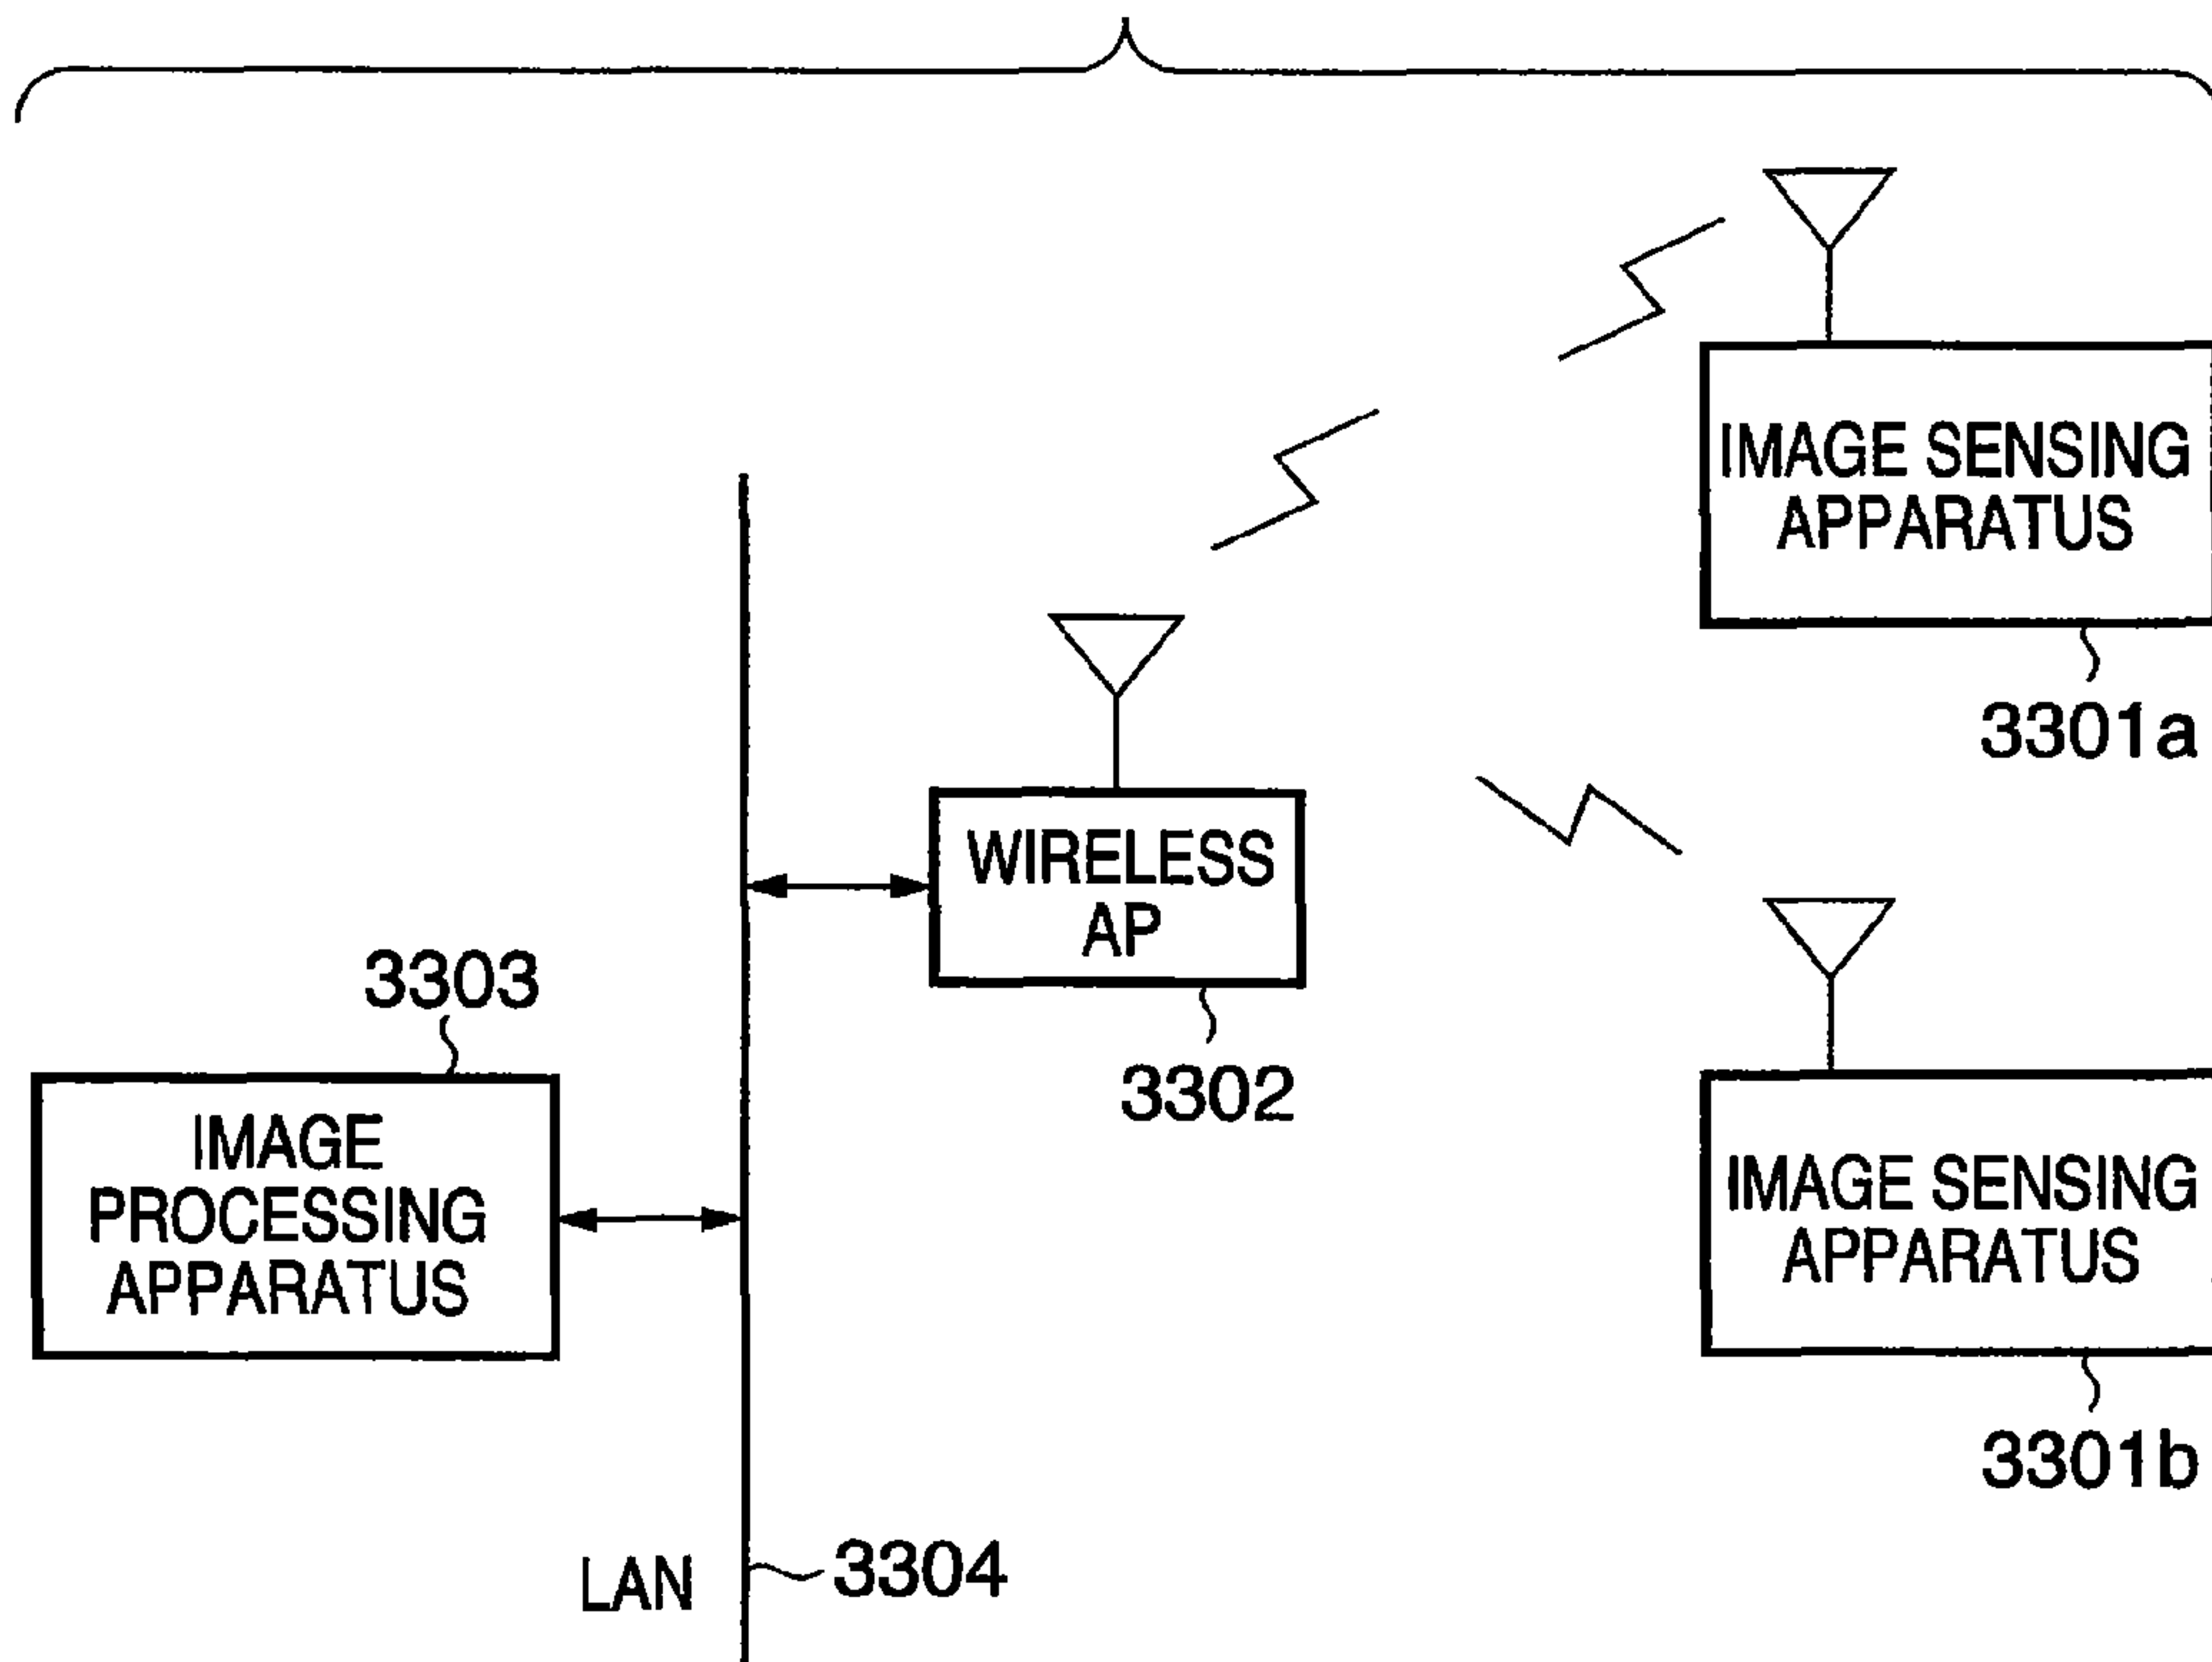 IMAGE SENSING
APPARATUS
3301a
WIRELESS
AP
3302
3303
IMAGE
PROCESSING
APPARATUS
IMAGE SENSING
APPARATUS
3301b
LAN
3304